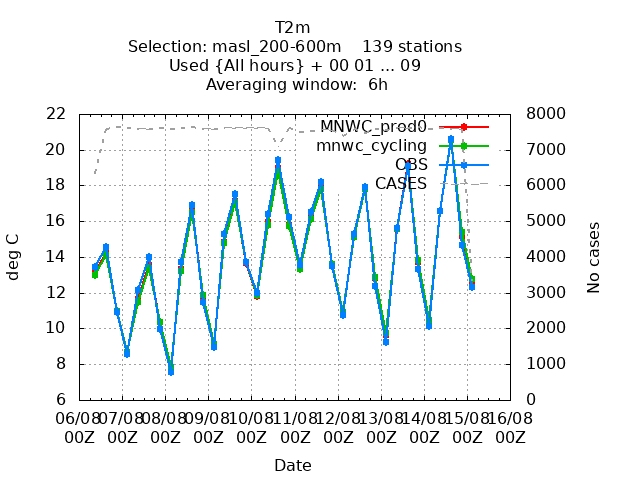 T2m
Selection: masl_200-600m    139 stations
Used {All hours} + 00 01 ... 09
Averaging window:  6h
22 8000
20 7000
18 6000
16 5000
14 4000
12 3000
10 2000
8 1000
6 0
MNWC_prod0
mnwc_cycling
OBS
CASES
deg C
No cases
06/08 07/08 08/08 09/08 10/08 11/08 12/08 13/08 14/08 15/08 16/08
00Z 00Z 00Z 00Z 00Z 00Z 00Z 00Z 00Z 00Z 00Z
Date